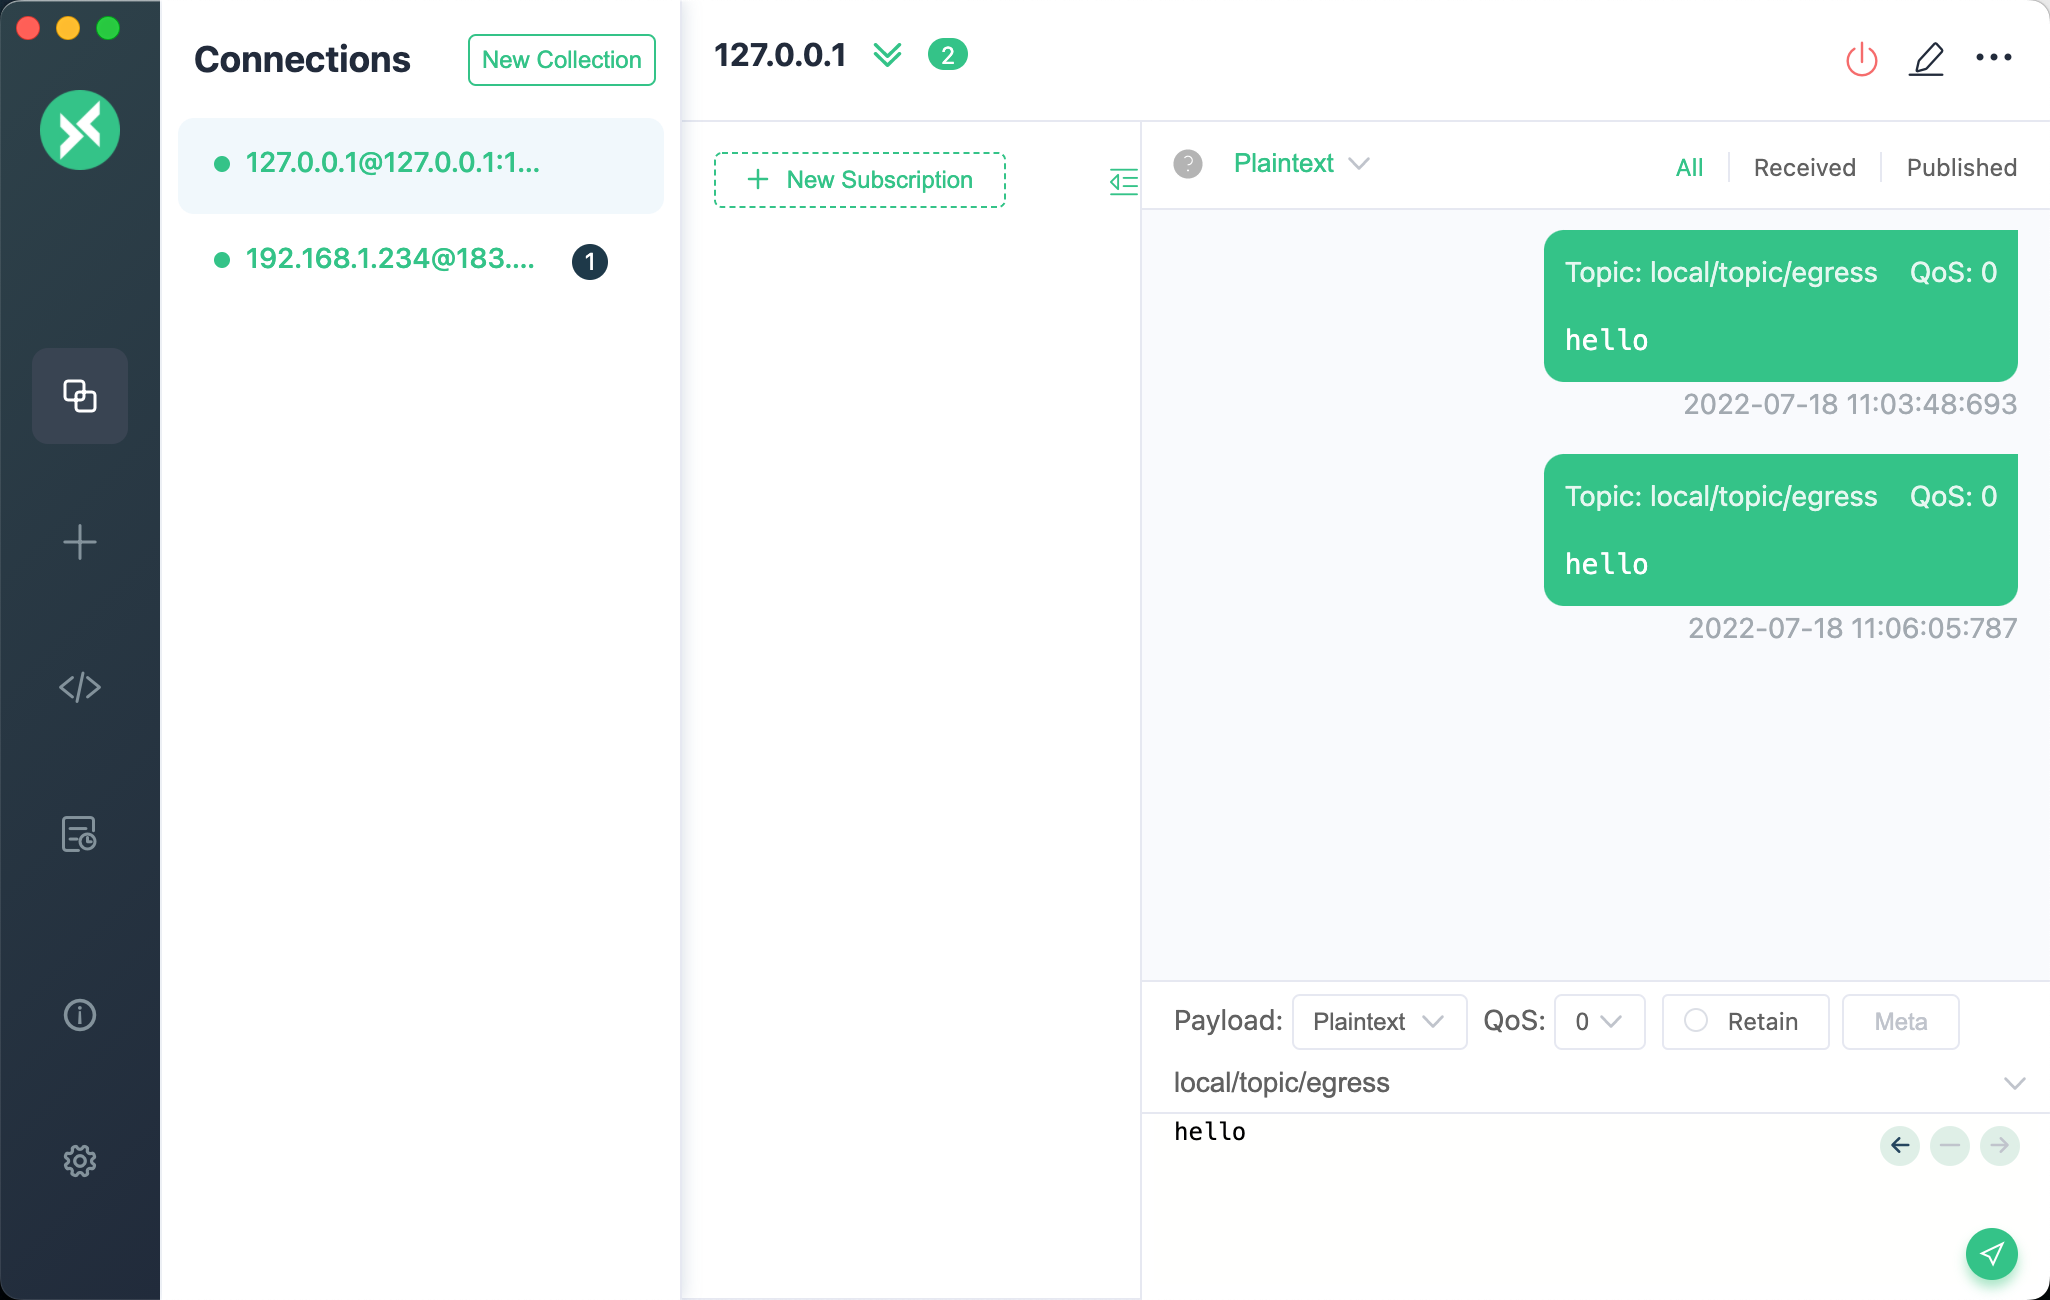 Connections
New Collection
127.0.0.1@127.0.0.1:1...
192.168.1.234@183.... 1
127.0.0.1 2
New Subscription
Plaintext
All Received Published
Topic: local/topic/egress QoS: 0
hello
2022-07-18 11:03:48:693
Topic: local/topic/egress QoS: 0
hello
2022-07-18 11:06:05:787
Payload: Plaintext QoS: 0 Retain Meta
local/topic/egress
hello